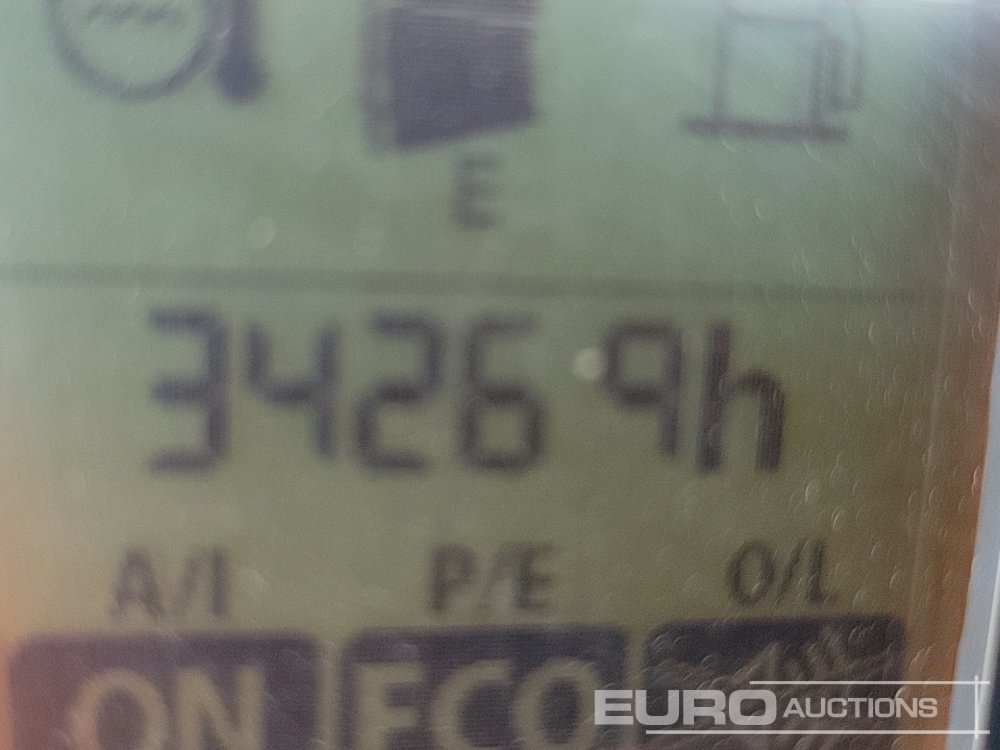 E
34269h
A/I P/E O/L
ON ECO
EURO AUCTIONS